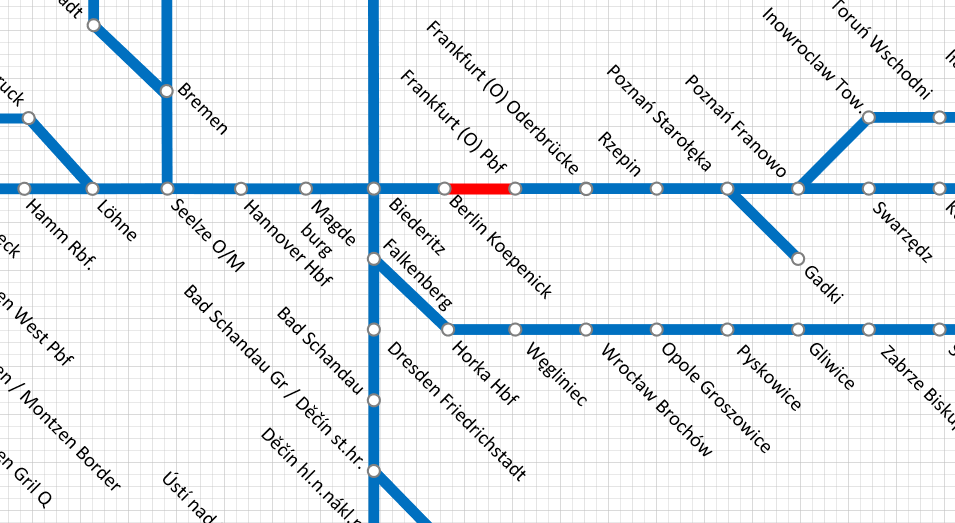 Toruń Wschodni
Inowroclaw Tow.
Frankfurt (O) Oderbrücke
Frankfurt (O) Pbf
Poznań Starołęka
Poznań Franowo
Rzepin
Bremen
Hamm Rbf.
Löhne
Seelze O/M
Hannover Hbf
Magde
burg
Biederitz
Berlin Koepenick
Swarzędz
Falkenberg
Gadki
Bad Schandau Gr / Děčín st.hr.
Bad Schandau
Dresden Friedrichstadt
Horka Hbf
Węgliniec
Wrocław Brochów
Opole Groszowice
Pyskowice
Gliwice
Zabrze Bisku
en West Pbf
en / Montzen Border
Děčín hl.n.nákl.
en Gril Q
Ústí nad